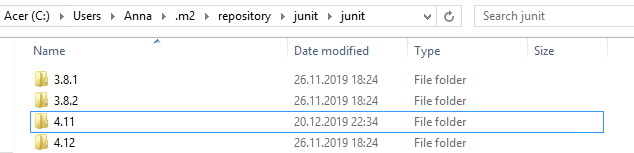 Acer (C:) Users Anna .m2 repository junit junit Search junit
Name Date modified Type Size
3.8.1 26.11.2019 18:24 File folder
3.8.2 26.11.2019 18:24 File folder
4.11 20.12.2019 22:34 File folder
4.12 26.11.2019 18:24 File folder